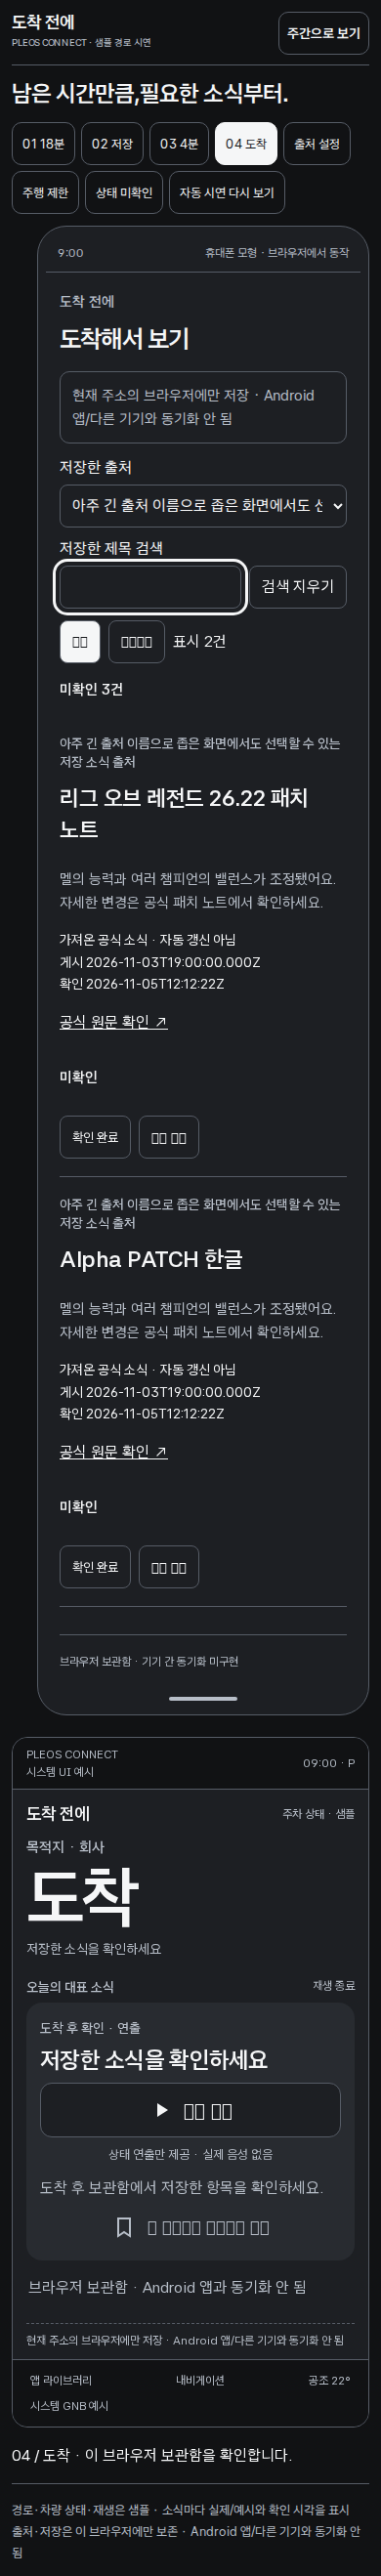 도착 전에
PLEOS CONNECT · 샘플 경로 시연
주간으로 보기
남은 시간만큼,필요한 소식부터.
01 18분
02 저장
03 4분
04 도착
출처 설정
주행 제한
상태 미확인
자동 시연 다시 보기
9:00
휴대폰 모형 · 브라우저에서 동작
도착 전에
도착해서 보기
현재 주소의 브라우저에만 저장 · Android
앱/다른 기기와 동기화 안 됨
저장한 출처
아주 긴 출처 이름으로 좁은 화면에서도
저장한 제목 검색
검색 지우기
표시 2건
미확인 3건
아주 긴 출처 이름으로 좁은 화면에서도 선택할 수 있는
저장 소식 출처
리그 오브 레전드 26.22 패치
노트
멜의 능력과 여러 챔피언의 밸런스가 조정됐어요.
자세한 변경은 공식 패치 노트에서 확인하세요.
가져온 공식 소식 · 자동 갱신 아님
게시 2026-11-03T19:00:00.000Z
확인 2026-11-05T12:12:22Z
공식 원문 확인 ↗
미확인
확인 완료
아주 긴 출처 이름으로 좁은 화면에서도 선택할 수 있는
저장 소식 출처
Alpha PATCH 한글
멜의 능력과 여러 챔피언의 밸런스가 조정됐어요.
자세한 변경은 공식 패치 노트에서 확인하세요.
가져온 공식 소식 · 자동 갱신 아님
게시 2026-11-03T19:00:00.000Z
확인 2026-11-05T12:12:22Z
공식 원문 확인 ↗
미확인
확인 완료
브라우저 보관함 · 기기 간 동기화 미구현
PLEOS CONNECT
시스템 UI 예시
09:00 · P
도착 전에
주차 상태 · 샘플
목적지 · 회사
도착
저장한 소식을 확인하세요
오늘의 대표 소식
재생 종료
도착 후 확인 · 연출
저장한 소식을 확인하세요
상태 연출만 제공 · 실제 음성 없음
도착 후 보관함에서 저장한 항목을 확인하세요.
브라우저 보관함 · Android 앱과 동기화 안 됨
현재 주소의 브라우저에만 저장 · Android 앱/다른 기기와 동기화 안 됨
앱 라이브러리
내비게이션
공조 22°
시스템 GNB 예시
04 / 도착 · 이 브라우저 보관함을 확인합니다.
경로·차량 상태·재생은 샘플 · 소식마다 실제/예시와 확인 시각을 표시
출처·저장은 이 브라우저에만 보존 · Android 앱/다른 기기와 동기화 안
됨